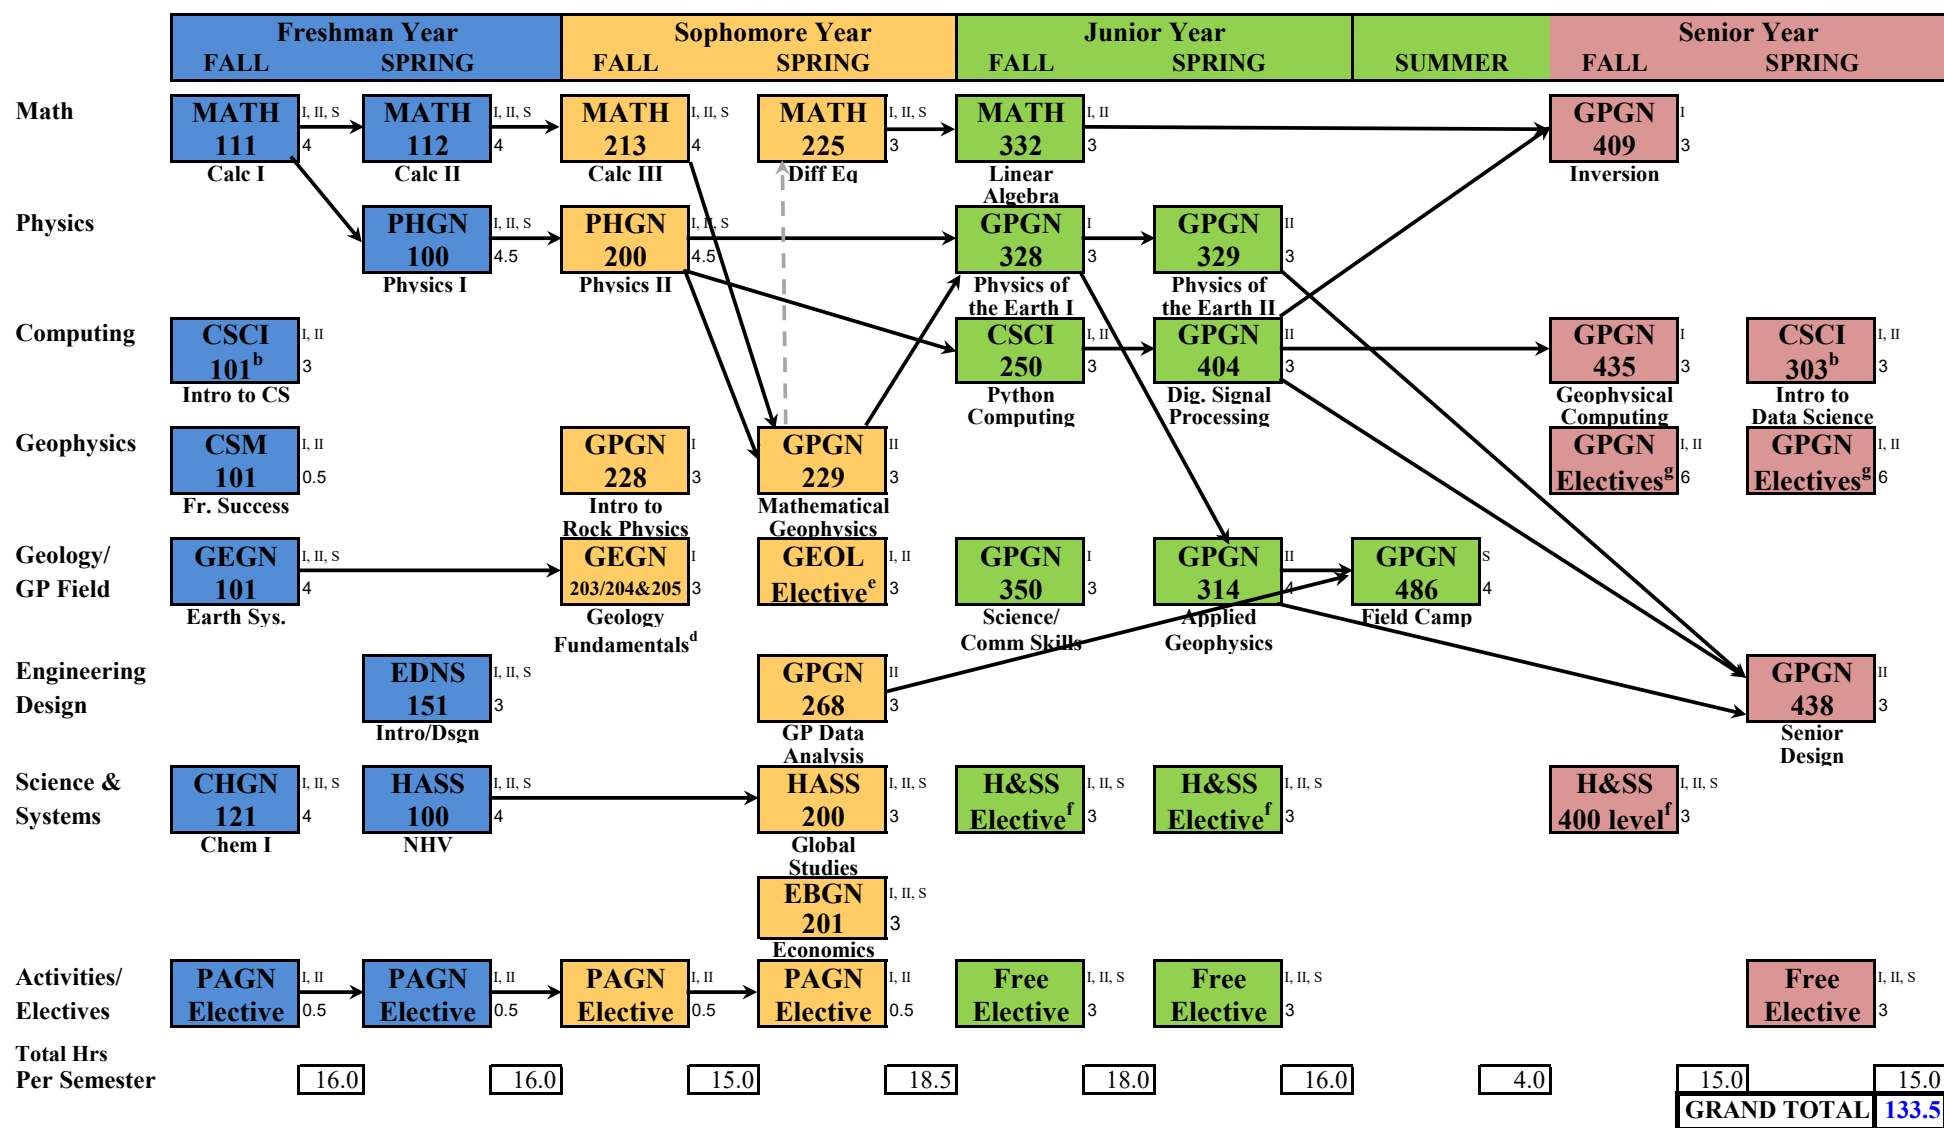 Freshman Year Sophomore Year Junior Year Senior Year
FALL SPRING FALL SPRING FALL SPRING SUMMER FALL SPRING
Math
MATH I, II, S MATH I, II, S MATH I, II, S MATH I, II, S MATH I, II GPGN I
111 4 112 4 213 4 225 3 332 3 409 3
Calc I Calc II Calc III Diff Eq Linear Inversion
Algebra
Physics
PHGN I, II, S PHGN I, II, S GPGN I GPGN II
100 4.5 200 4.5 328 3 329 3
Physics I Physics II Physics of Physics of
the Earth I the Earth II
Computing
CSCI I, II CSCI I, II GPGN II GPGN I CSCI I, II
101b 3 250 3 404 3 435 3 303b 3
Intro to CS Python Dig. Signal Geophysical Intro to
Computing Processing Computing Data Science
Geophysics
CSM I, II GPGN I GPGN II GPGN I, II GPGN I, II
101 0.5 228 3 229 3 Electivesg 6 Electivesg 6
Fr. Success Intro to Mathematical
Rock Physics Geophysics
Geology/ GEGN I, II, S GEGN I GEOL I, II GPGN I GPGN II GPGN S
GP Field 101 4 203/204&205 3 Electivee 3 350 3 314 4 486 4
Earth Sys. Geology Science/ Applied Field Camp
Fundamentalsd Comm Skills Geophysics
Engineering EDNS I, II, S GPGN II GPGN II
Design 151 3 268 3 438 3
Intro/Dsgn GP Data Senior
Analysis Design
Science & CHGN I, II, S HASS I, II, S HASS I, II, S H&SS I, II, S H&SS I, II, S H&SS I, II, S
Systems 121 4 100 4 200 3 Electivef 3 Electivef 3 400 levelf 3
Chem I NHV Global
Studies
EBGN I, II, S
201 3
Economics
Activities/ PAGN I, II PAGN I, II PAGN I, II PAGN I, II Free I, II, S Free I, II, S Free I, II, S
Electives Elective 0.5 Elective 0.5 Elective 0.5 Elective 0.5 Elective 3 Elective 3 Elective 3
Total Hrs
Per Semester 16.0 16.0 15.0 18.5 18.0 16.0 4.0 15.0 15.0
GRAND TOTAL 133.5